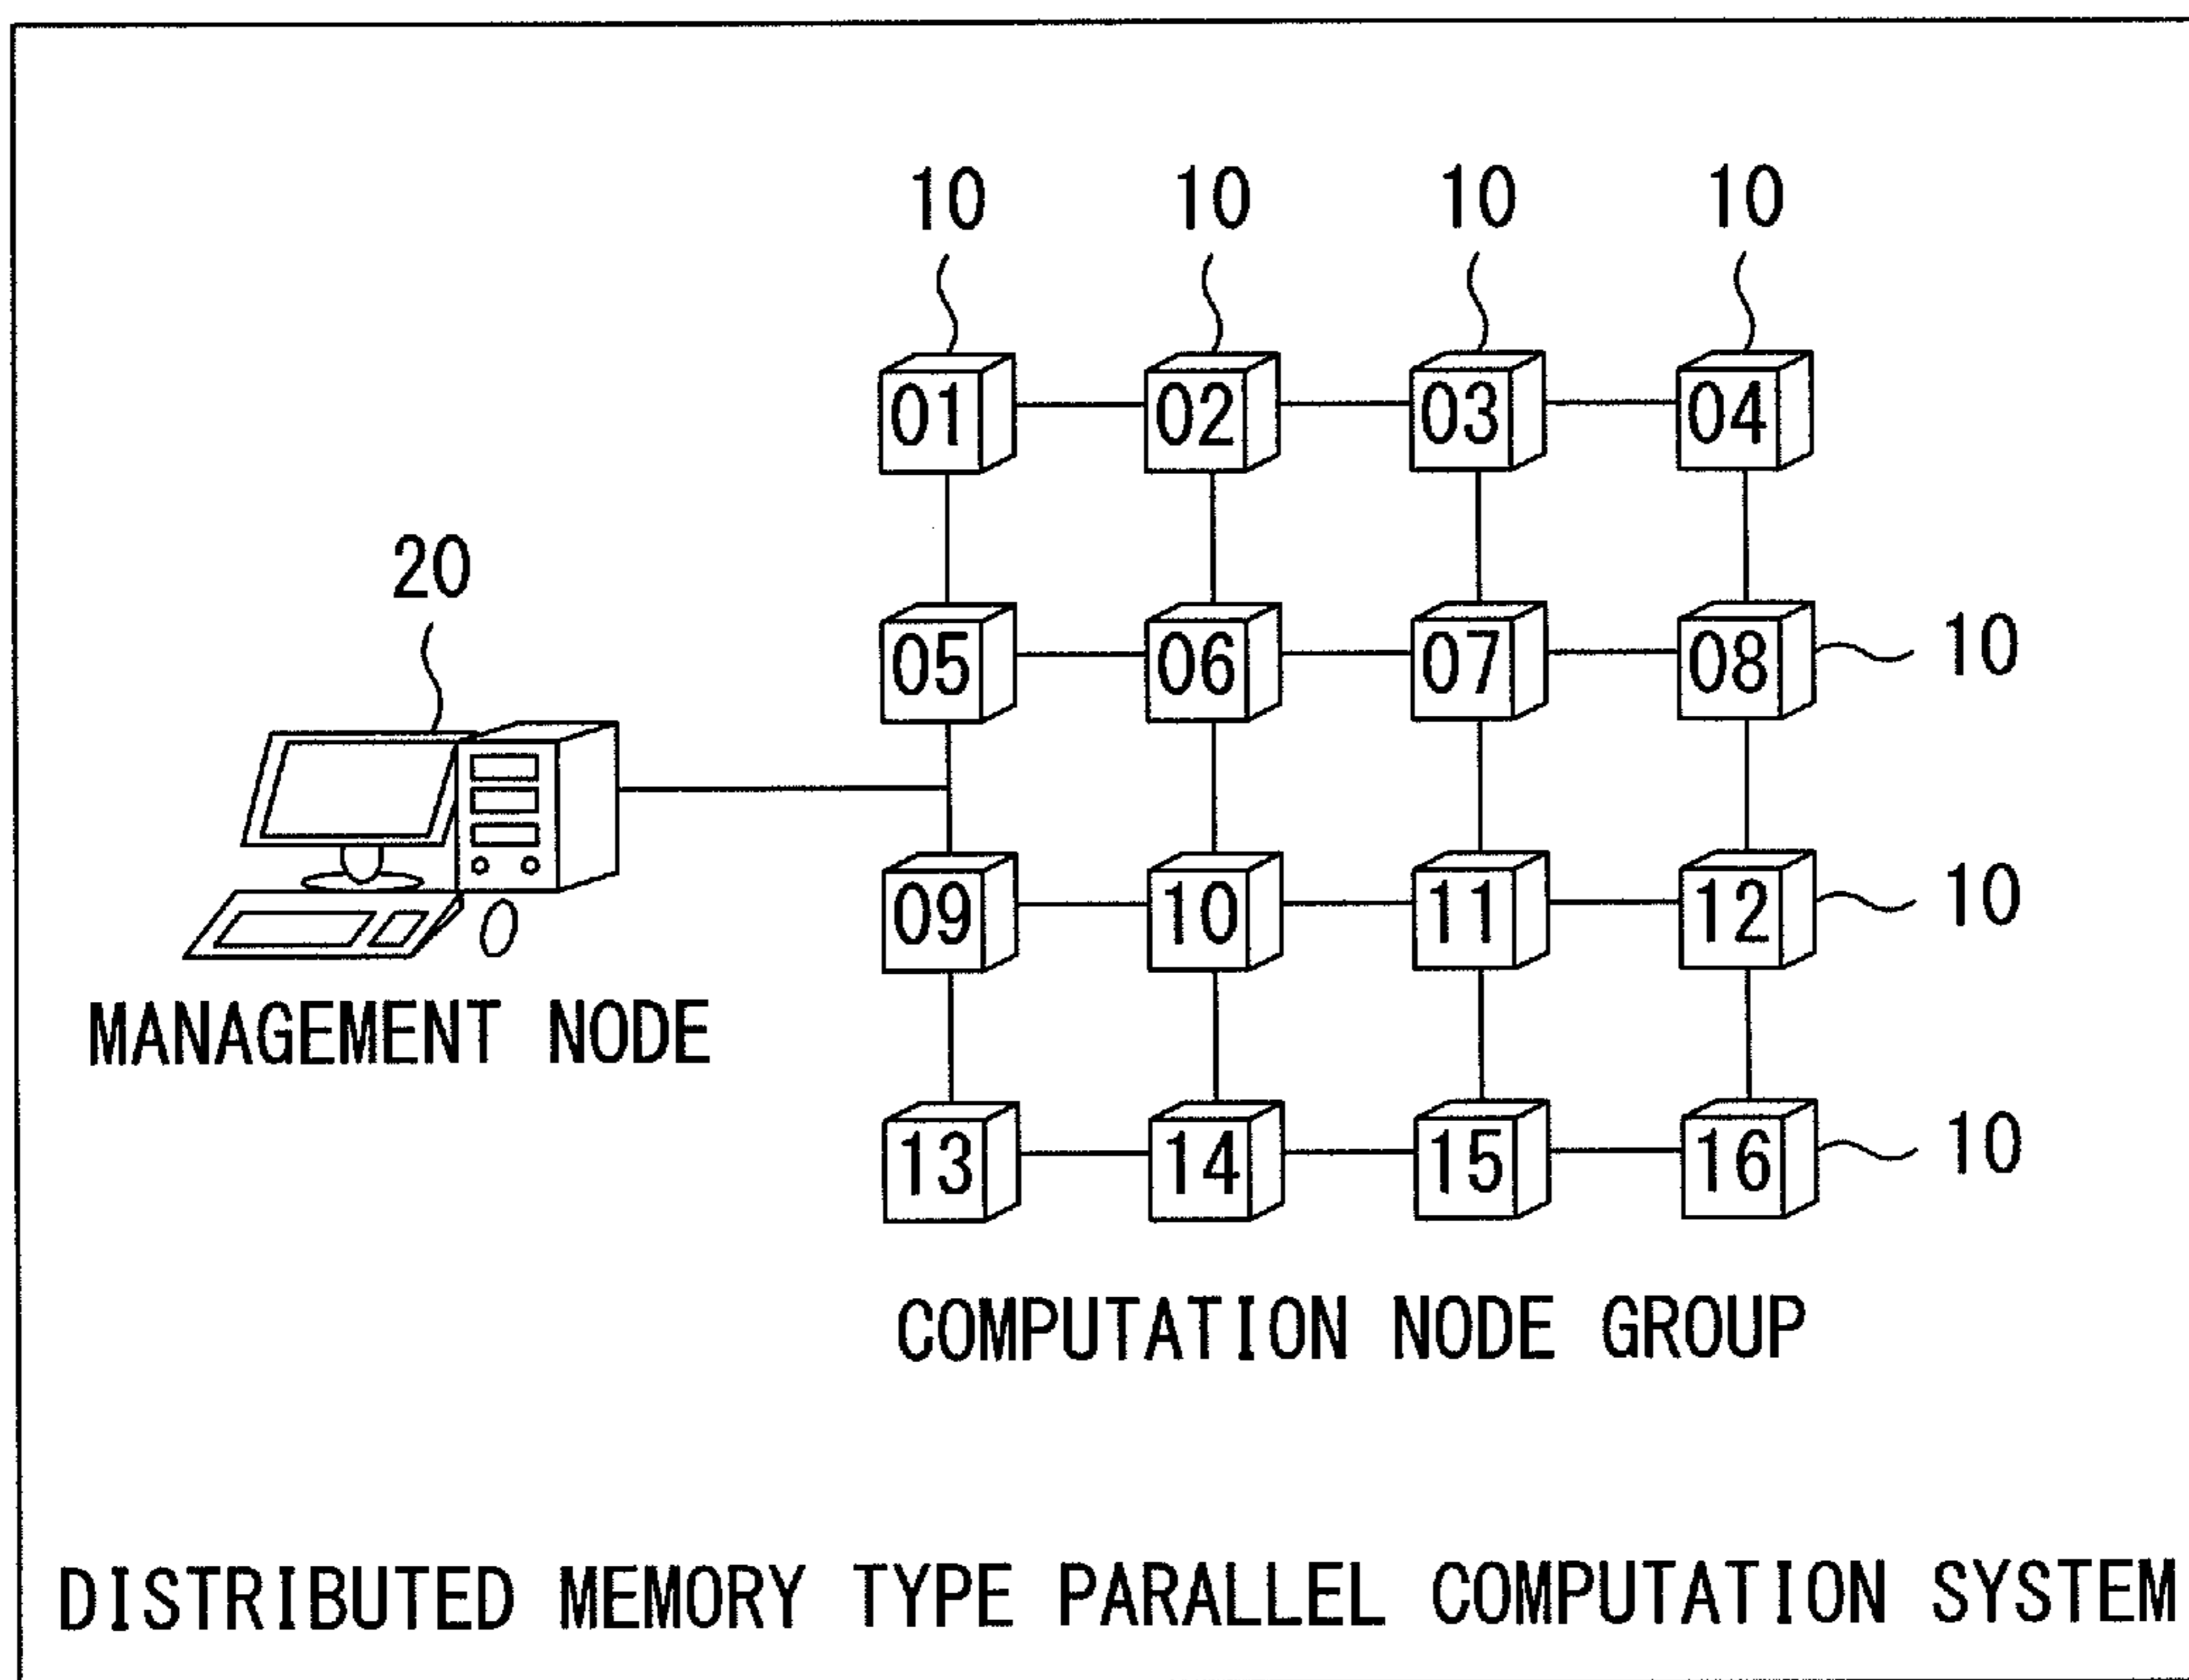 10 10 10 10
01 02 03 04
20
05 06 07 08 10
09 10 11 12 10
MANAGEMENT NODE
13 14 15 16 10
COMPUTATION NODE GROUP
DISTRIBUTED MEMORY TYPE PARALLEL COMPUTATION SYSTEM